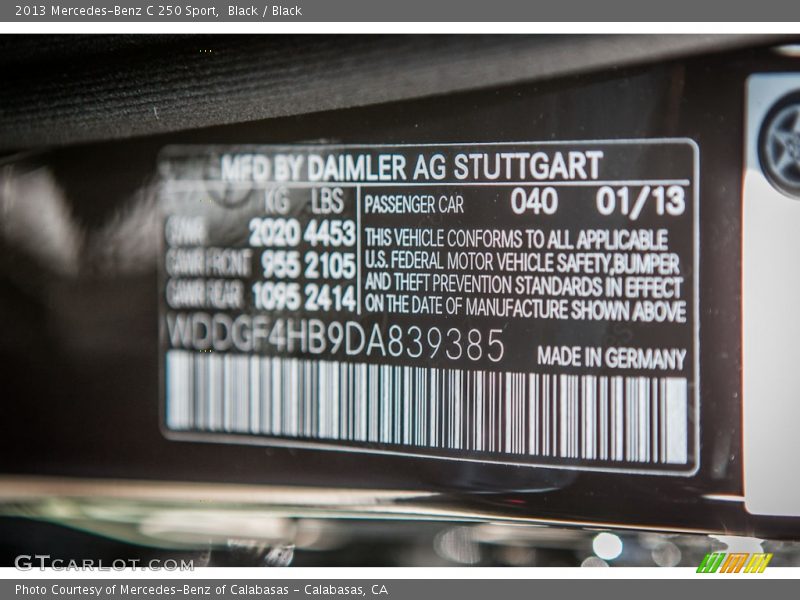 2013 Mercedes-Benz C 250 Sport,  Black / Black
MFD BY DAIMLER AG STUTTGART
KG LBS PASSENGER CAR 040 01/13
GVWR 2020 4453 THIS VEHICLE CONFORMS TO ALL APPLICABLE
GAWR FRONT 955 2105 U.S. FEDERAL MOTOR VEHICLE SAFETY,BUMPER
AND THEFT PREVENTION STANDARDS IN EFFECT
GAWR REAR 1095 2414 ON THE DATE OF MANUFACTURE SHOWN ABOVE
WDDGF4HB9DA839385 MADE IN GERMANY
GTCARLOT.COM
Photo Courtesy of Mercedes-Benz of Calabasas - Calabasas, CA